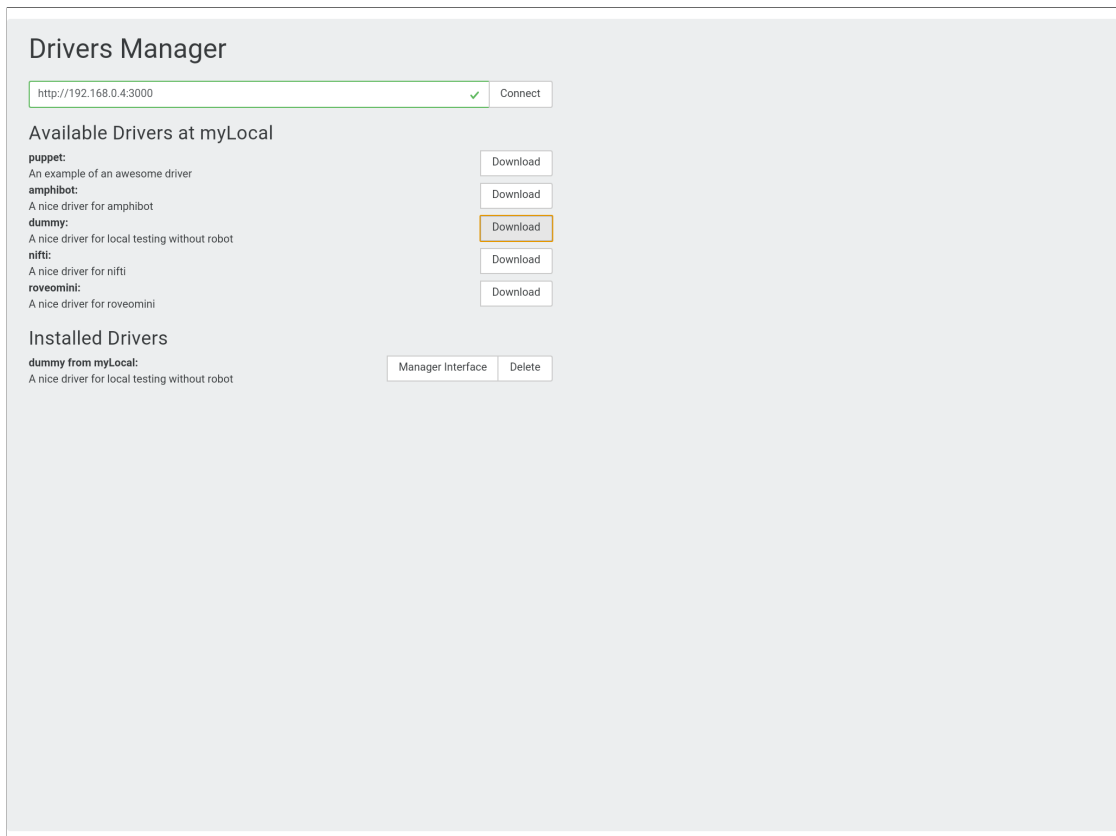 Drivers Manager
http://192.168.0.4:3000
Connect
Available Drivers at myLocal
puppet:
An example of an awesome driver
Download
amphibot:
A nice driver for amphibot
Download
dummy:
A nice driver for local testing without robot
Download
nifti:
A nice driver for nifti
Download
roveomini:
A nice driver for roveomini
Download
Installed Drivers
dummy from myLocal:
A nice driver for local testing without robot
Manager Interface
Delete